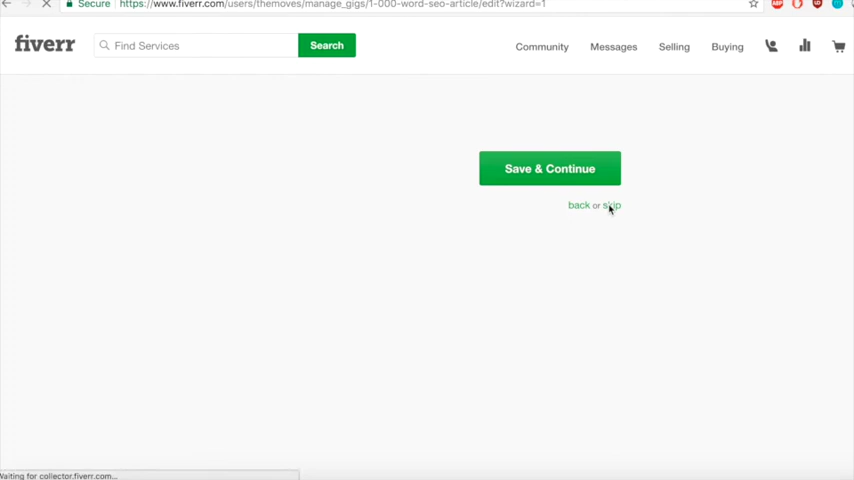 Secure https://www.fiverr.com/users/themoves/manage_gigs/1-000-word-seo-article/edit?wizard=1
fiverr Find Services Search Community Messages Selling Buying
Save & Continue
back or skip
Waiting for collector.fiverr.com...